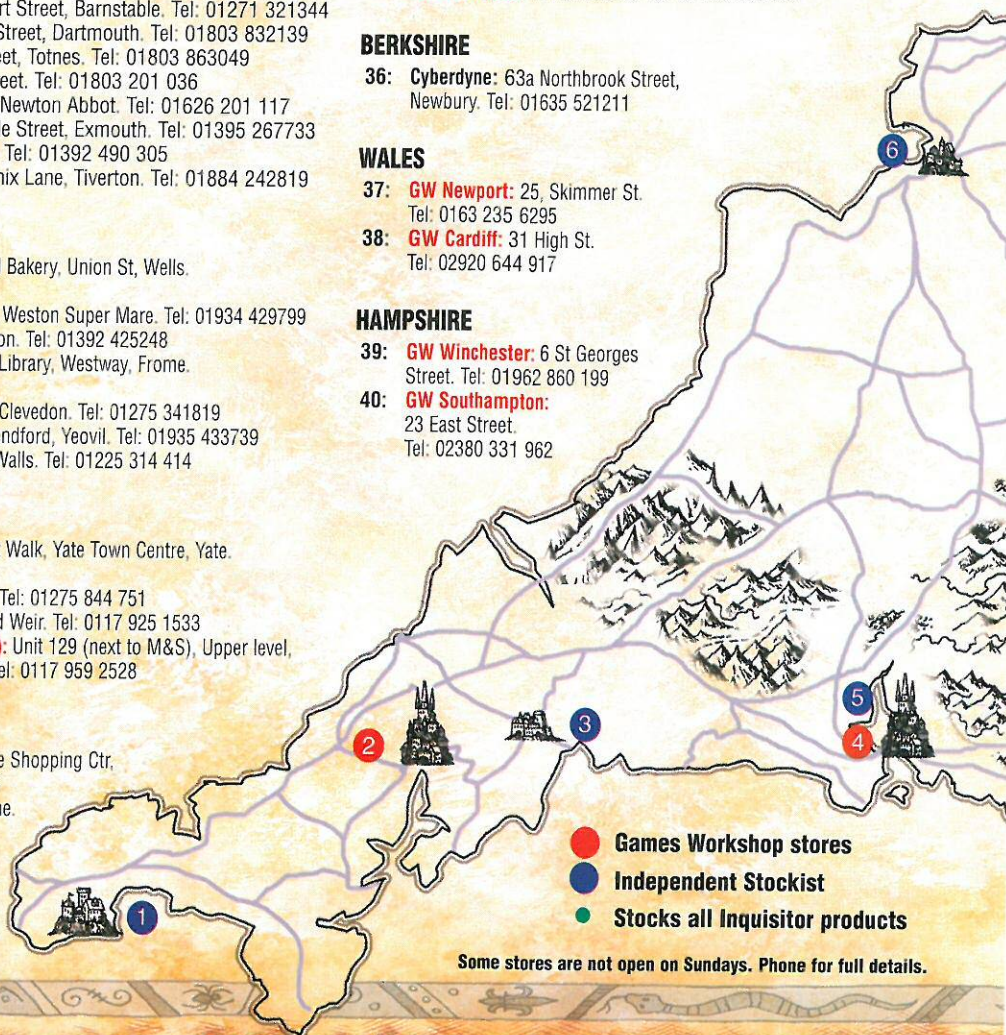 rt Street, Barnstable. Tel: 01271 321344
Street, Dartmouth. Tel: 01803 832139
eet, Totnes. Tel: 01803 863049
reet. Tel: 01803 201 036
Newton Abbot. Tel: 01626 201 117
le Street, Exmouth. Tel: 01395 267733
Tel: 01392 490 305
nix Lane, Tiverton. Tel: 01884 242819
Bakery, Union St, Wells.
Weston Super Mare. Tel: 01934 429799
on. Tel: 01392 425248
Library, Westway, Frome.
Clevedon. Tel: 01275 341819
endford, Yeovil. Tel: 01935 433739
Walls. Tel: 01225 314 414
Walk, Yate Town Centre, Yate.
Tel: 01275 844 751
d Weir. Tel: 0117 925 1533
): Unit 129 (next to M&S), Upper level,
el: 0117 959 2528
e Shopping Ctr,
ne.
BERKSHIRE
36: Cyberdyne: 63a Northbrook Street,
Newbury. Tel: 01635 521211
WALES
37: GW Newport: 25, Skimmer St.
Tel: 0163 235 6295
38: GW Cardiff: 31 High St.
Tel: 02920 644 917
HAMPSHIRE
39: GW Winchester: 6 St Georges
Street. Tel: 01962 860 199
40: GW Southampton:
23 East Street.
Tel: 02380 331 962
6
5
4
3
2
1
Games Workshop stores
Independent Stockist
Stocks all Inquisitor products
Some stores are not open on Sundays. Phone for full details.